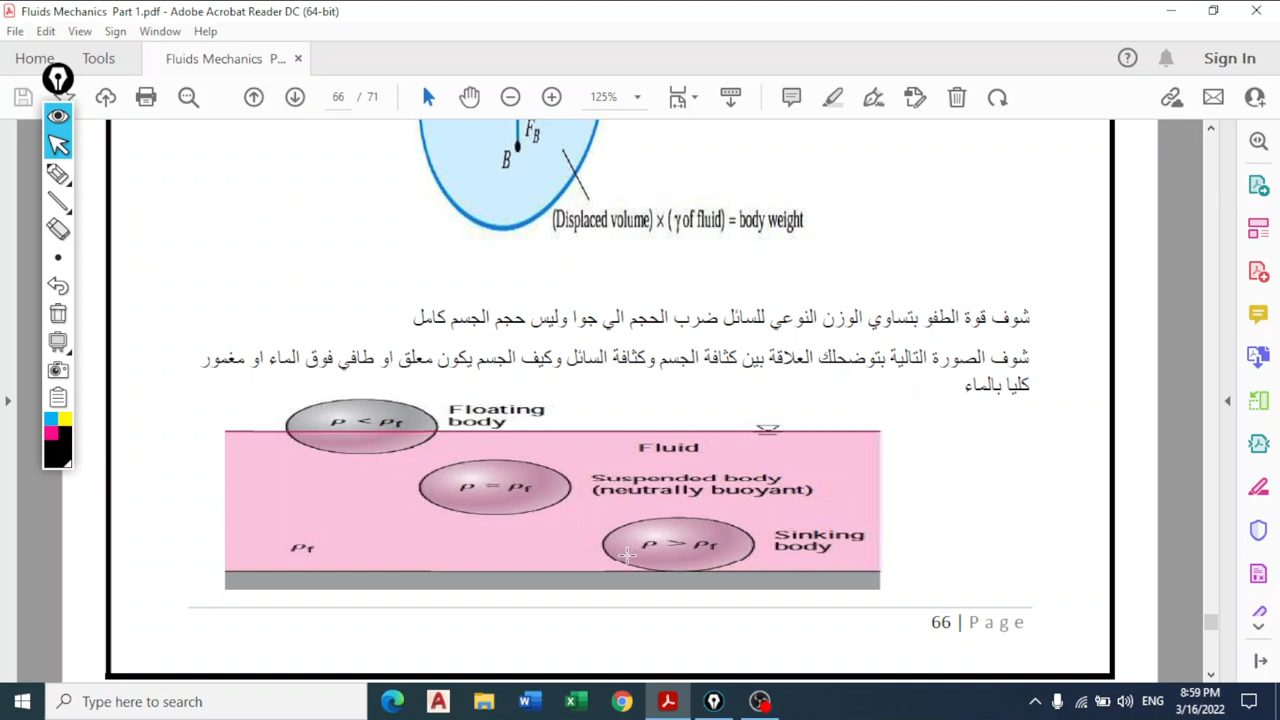 Fluids Mechanics Part 1.pdf - Adobe Acrobat Reader DC (64-bit)
File Edit View Sign Window Help
Home Tools Fluids Mechanics P... × Sign In
66 / 71 125%
F_B
B
(Displaced volume) × (γ of fluid) = body weight
شوف قوة الطفو بتساوي الوزن النوعي للسائل ضرب الحجم الي جوا وليس حجم الجسم كامل
شوف الصورة التالية بتوضحلك العلاقة بين كثافة الجسم وكثافة السائل وكيف الجسم يكون معلق او طافي فوق الماء او مغمور
كليا بالماء
ρ < ρf
Floating
body
Fluid
ρ = ρf
Suspended body
(neutrally buoyant)
ρf
ρ > ρf
Sinking
body
66 | Page
Type here to search
ENG
8:59 PM
3/16/2022